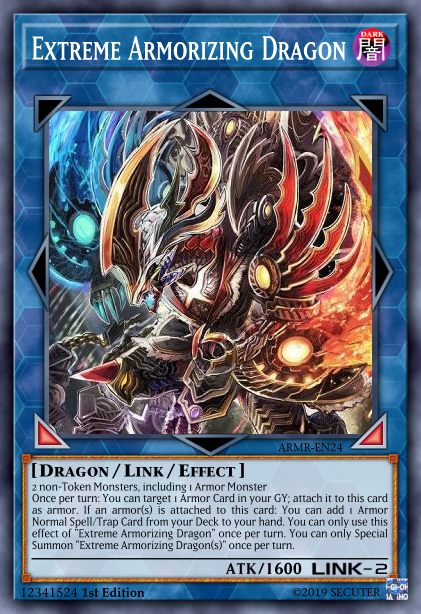 EXTREME ARMORIZING DRAGON
DARK
闇
ARMR-EN24
[DRAGON / LINK / EFFECT]
2 non-Token Monsters, including 1 Armor Monster
Once per turn: You can target 1 Armor Card in your GY; attach it to this card
as armor. If an armor(s) is attached to this card: You can add 1 Armor
Normal Spell/Trap Card from your Deck to your hand. You can only use this
effect of "Extreme Armorizing Dragon" once per turn. You can only Special
Summon "Extreme Armorizing Dragon(s)" once per turn.
ATK/1600 LINK-2
12341524 1st Edition ©2019 SECUTER